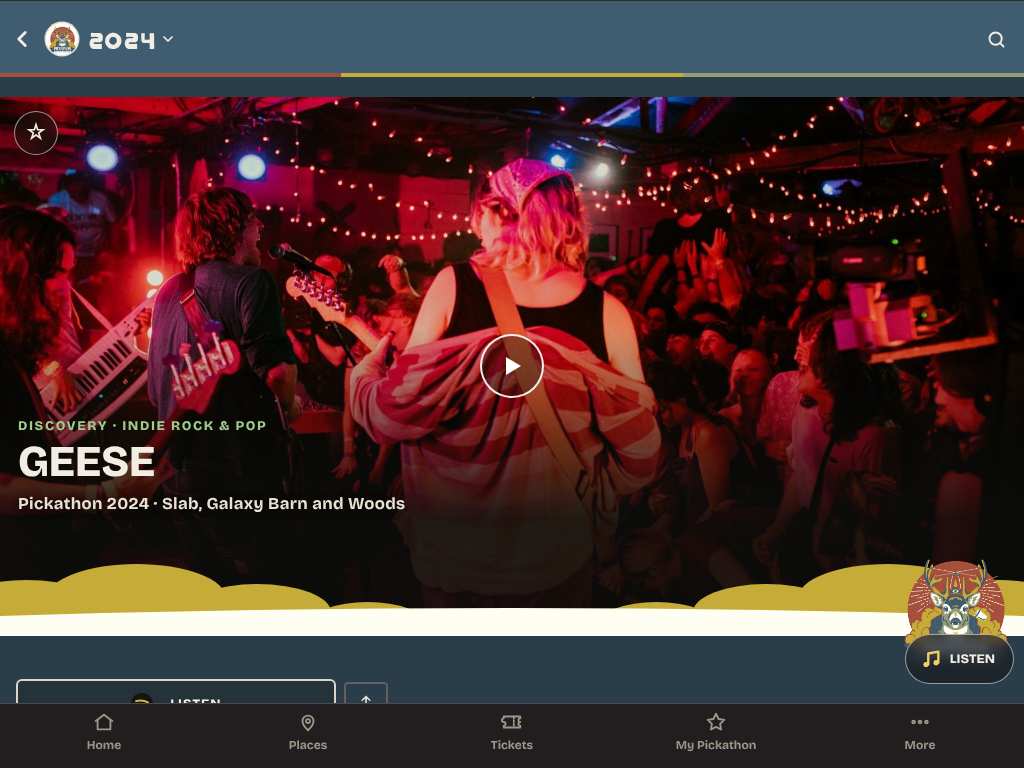 2024
DISCOVERY · INDIE ROCK & POP
GEESE
Pickathon 2024 · Slab, Galaxy Barn and Woods
LISTEN
LISTEN
Home
Places
Tickets
My Pickathon
More